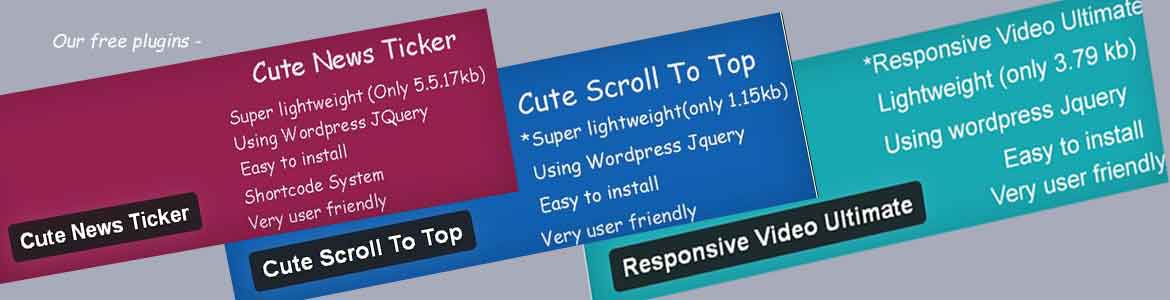 Our free plugins -
Cute News Ticker
Super lightweight (Only 5.5.17kb)
Using Wordpress JQuery
Easy to install
Shortcode System
Very user friendly
Cute News Ticker
Cute Scroll To Top
*Super lightweight(only 1.15kb)
Using Wordpress Jquery
Easy to install
Very user friendly
Cute Scroll To Top
*Responsive Video Ultimate
Lightweight (only 3.79 kb)
Using wordpress Jquery
Easy to install
Very user friendly
Responsive Video Ultimate